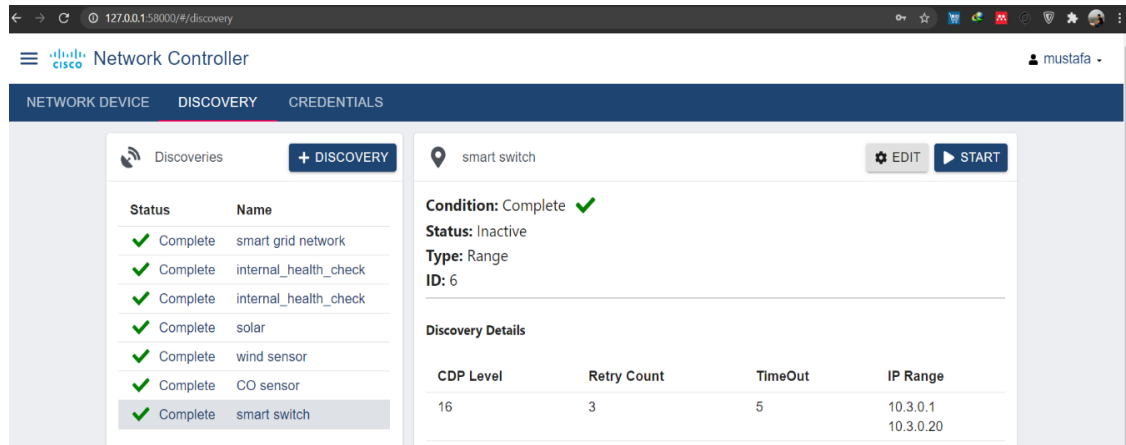 127.0.0.1:58000/#/discovery
CISCO Network Controller
mustafa
NETWORK DEVICE DISCOVERY CREDENTIALS
Discoveries
+ DISCOVERY
Status Name
Complete smart grid network
Complete internal_health_check
Complete internal_health_check
Complete solar
Complete wind sensor
Complete CO sensor
Complete smart switch
smart switch
EDIT
START
Condition: Complete
Status: Inactive
Type: Range
ID: 6
Discovery Details
CDP Level Retry Count TimeOut IP Range
16 3 5 10.3.0.1
10.3.0.20